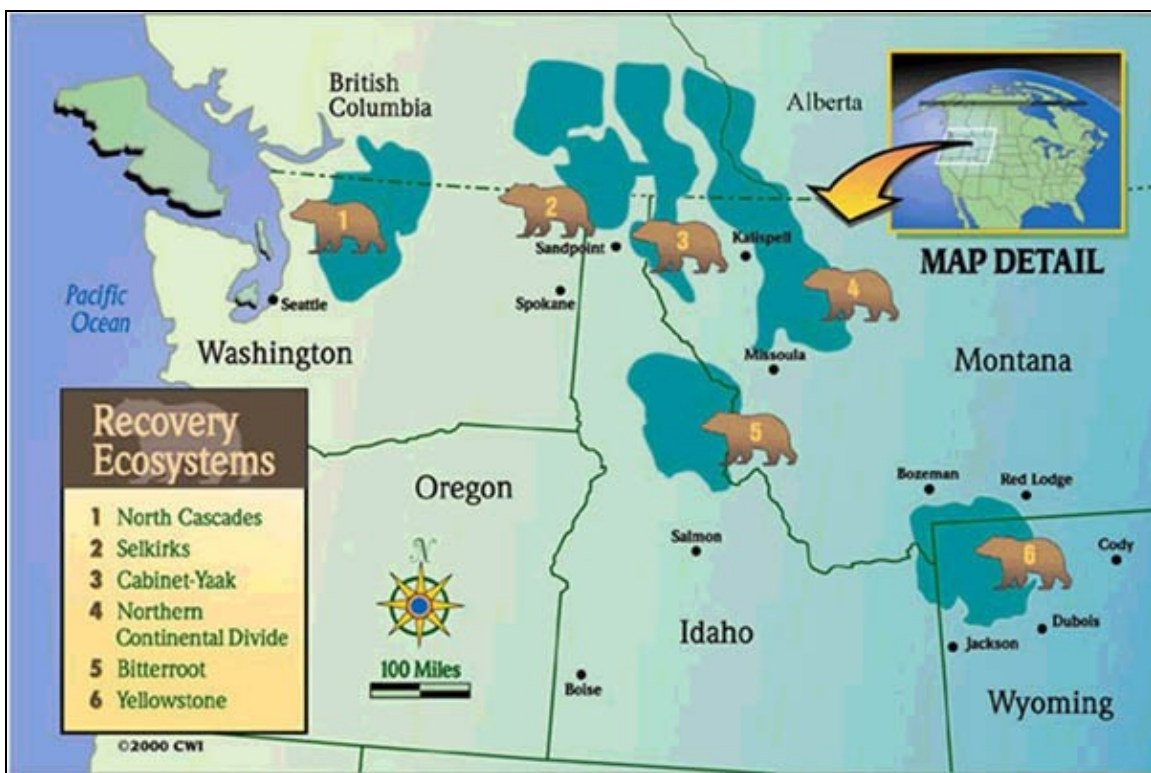 British
Columbia
Alberta
1
2
Sandpoint
3
Kalispell
4
MAP DETAIL
Pacific
Ocean
Seattle
Spokane
Washington
Missoula
Montana
Recovery
Ecosystems
1 North Cascades
2 Selkirks
3 Cabinet-Yaak
4 Northern
Continental Divide
5 Bitterroot
6 Yellowstone
©2000 CWI
5
Oregon
N
100 Miles
Bozeman
Red Lodge
Salmon
6
Cody
Idaho
Dubois
Jackson
Boise
Wyoming